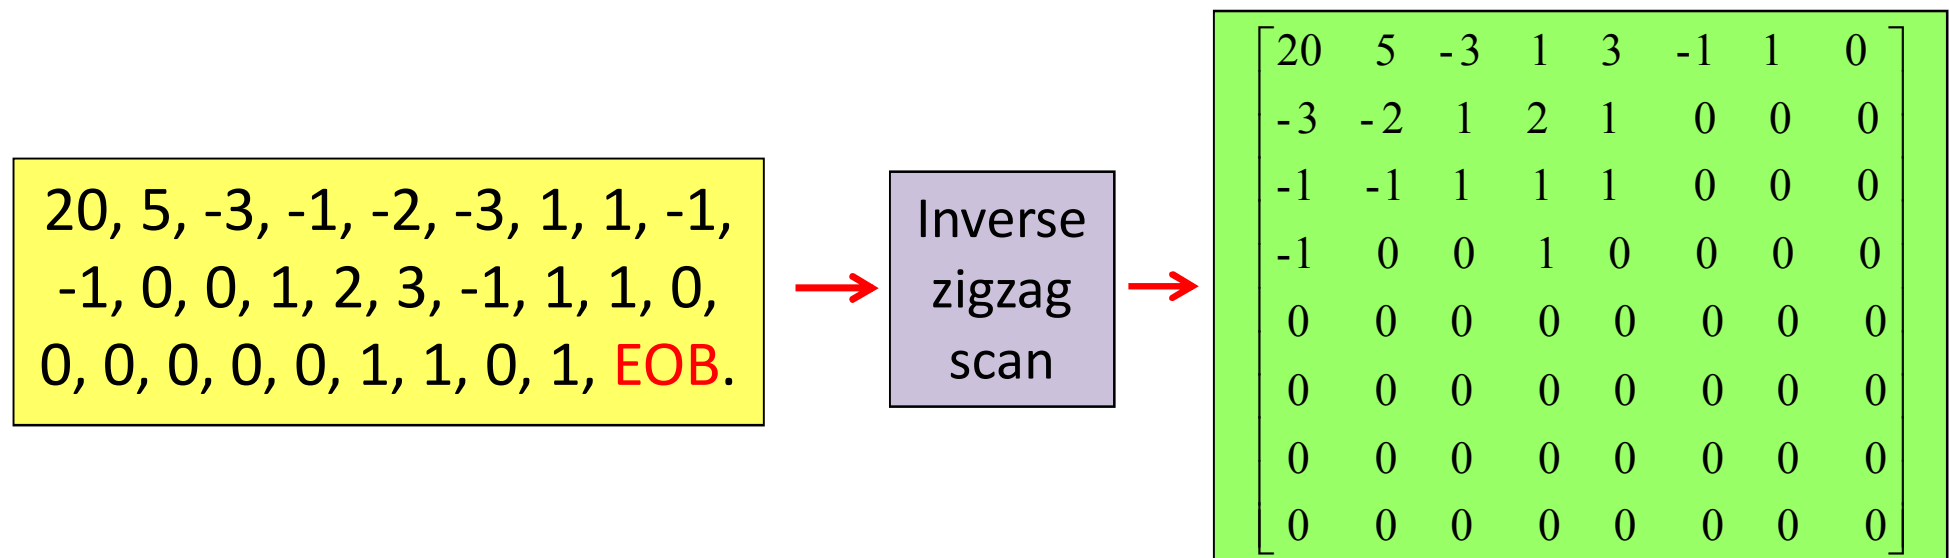 20, 5, -3, -1, -2, -3, 1, 1, -1,
-1, 0, 0, 1, 2, 3, -1, 1, 1, 0,
0, 0, 0, 0, 0, 1, 1, 0, 1, EOB.
Inverse
zigzag
scan
20 5 -3 1 3 -1 1 0
-3 -2 1 2 1 0 0 0
-1 -1 1 1 1 0 0 0
-1 0 0 1 0 0 0 0
0 0 0 0 0 0 0 0
0 0 0 0 0 0 0 0
0 0 0 0 0 0 0 0
0 0 0 0 0 0 0 0